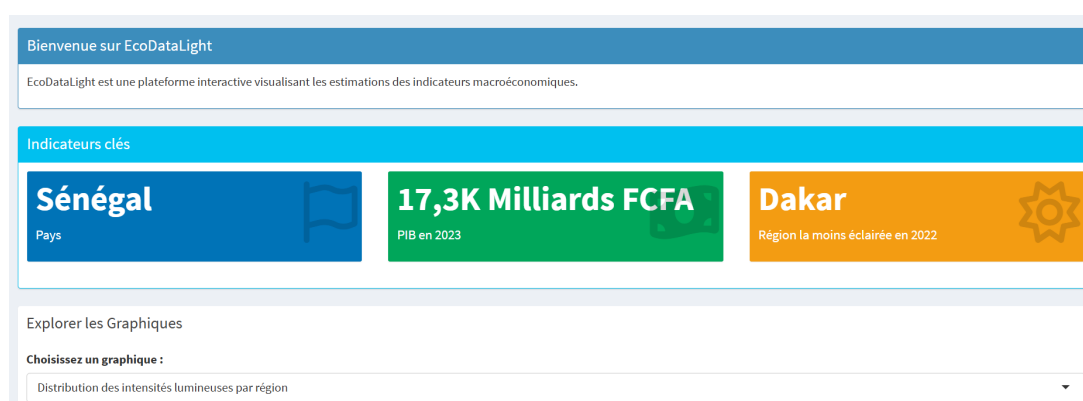 Bienvenue sur EcoDataLight
EcoDataLight est une plateforme interactive visualisant les estimations des indicateurs macroéconomiques.
Indicateurs clés
Sénégal
Pays
17,3K Milliards FCFA
PIB en 2023
Dakar
Région la moins éclairée en 2022
Explorer les Graphiques
Choisissez un graphique :
Distribution des intensités lumineuses par région